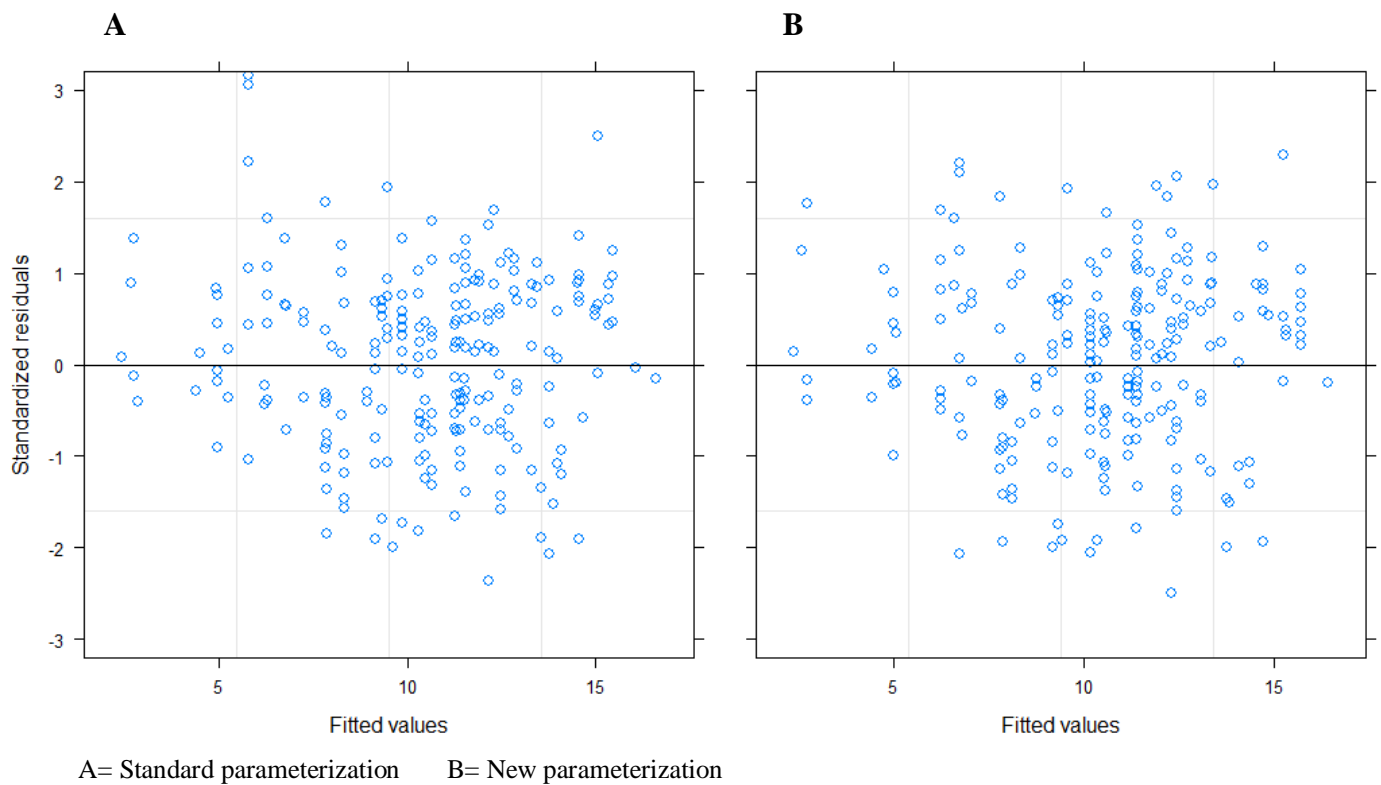 A B
3
2
1
0
-1
-2
-3
Standardized residuals
5 10 15 5 10 15
Fitted values Fitted values
A= Standard parameterization B= New parameterization